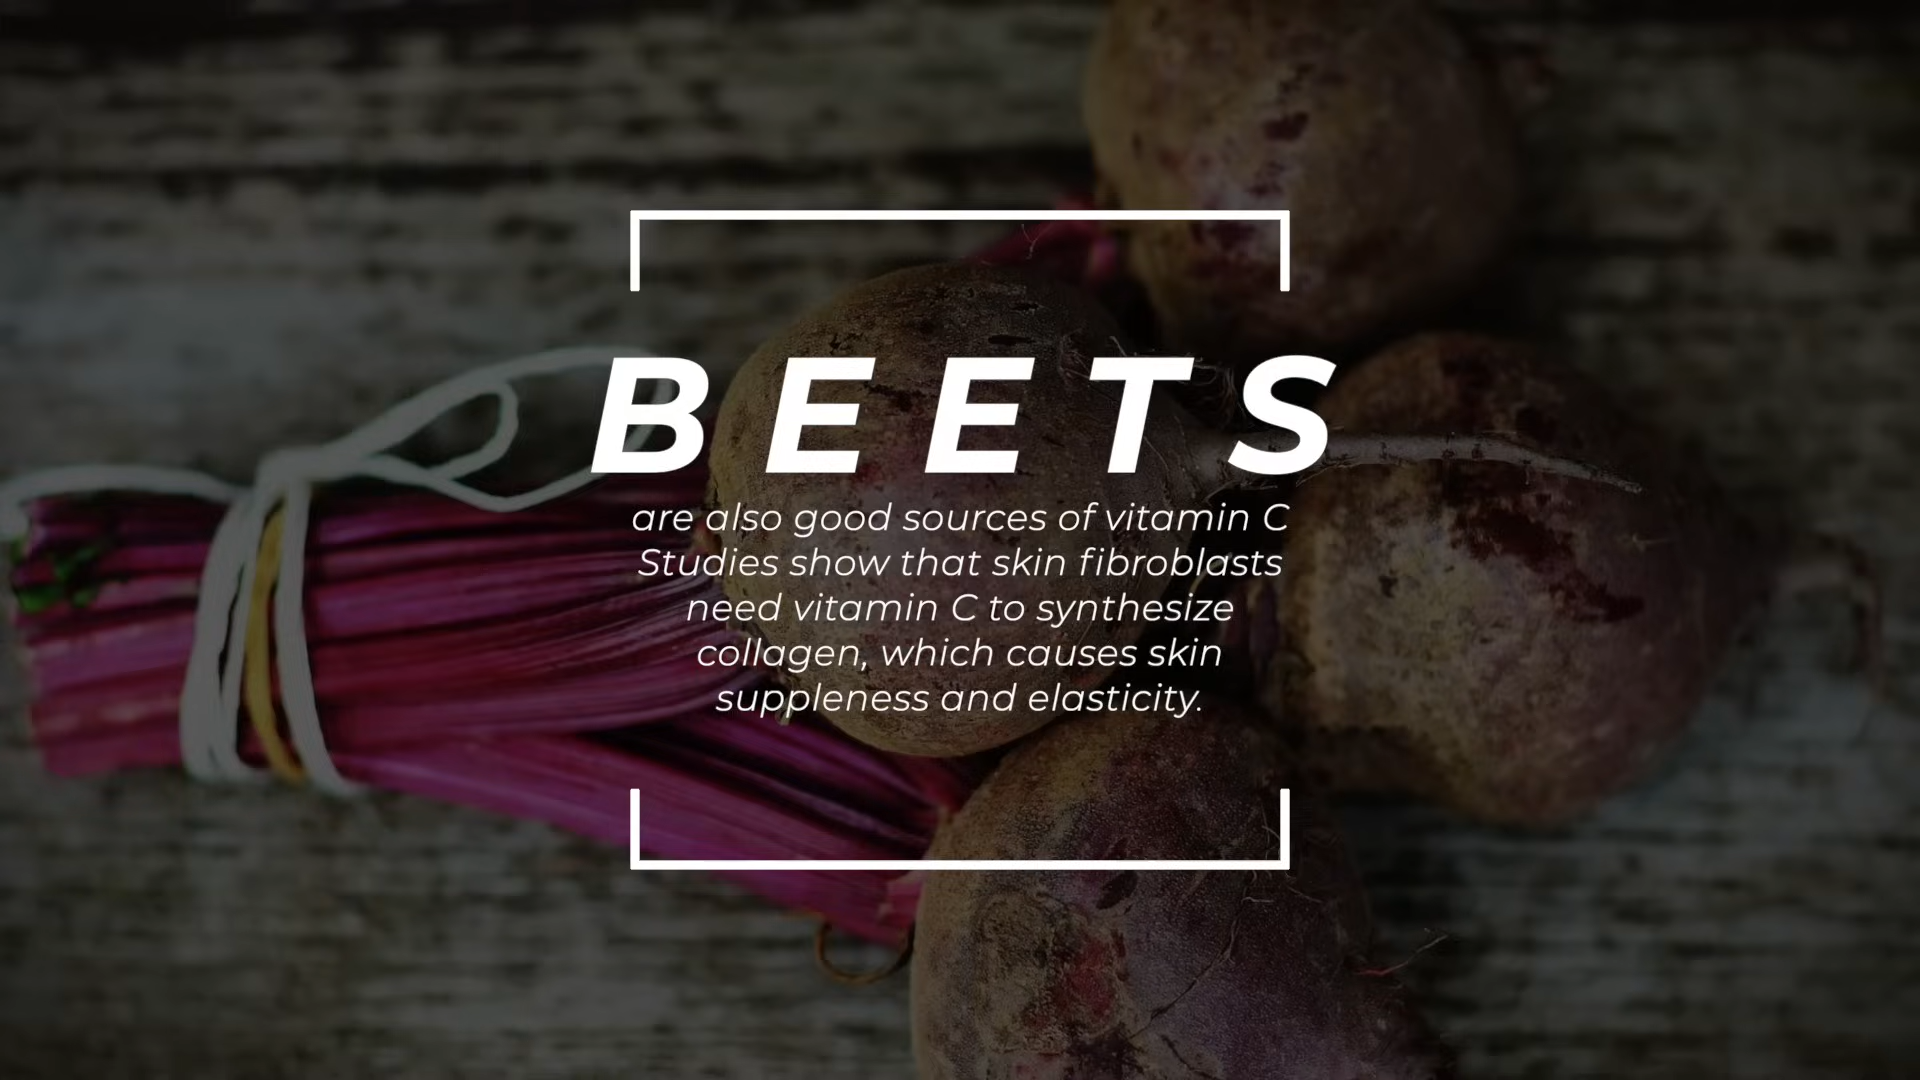 BEETS
are also good sources of vitamin C
Studies show that skin fibroblasts
need vitamin C to synthesize
collagen, which causes skin
suppleness and elasticity.